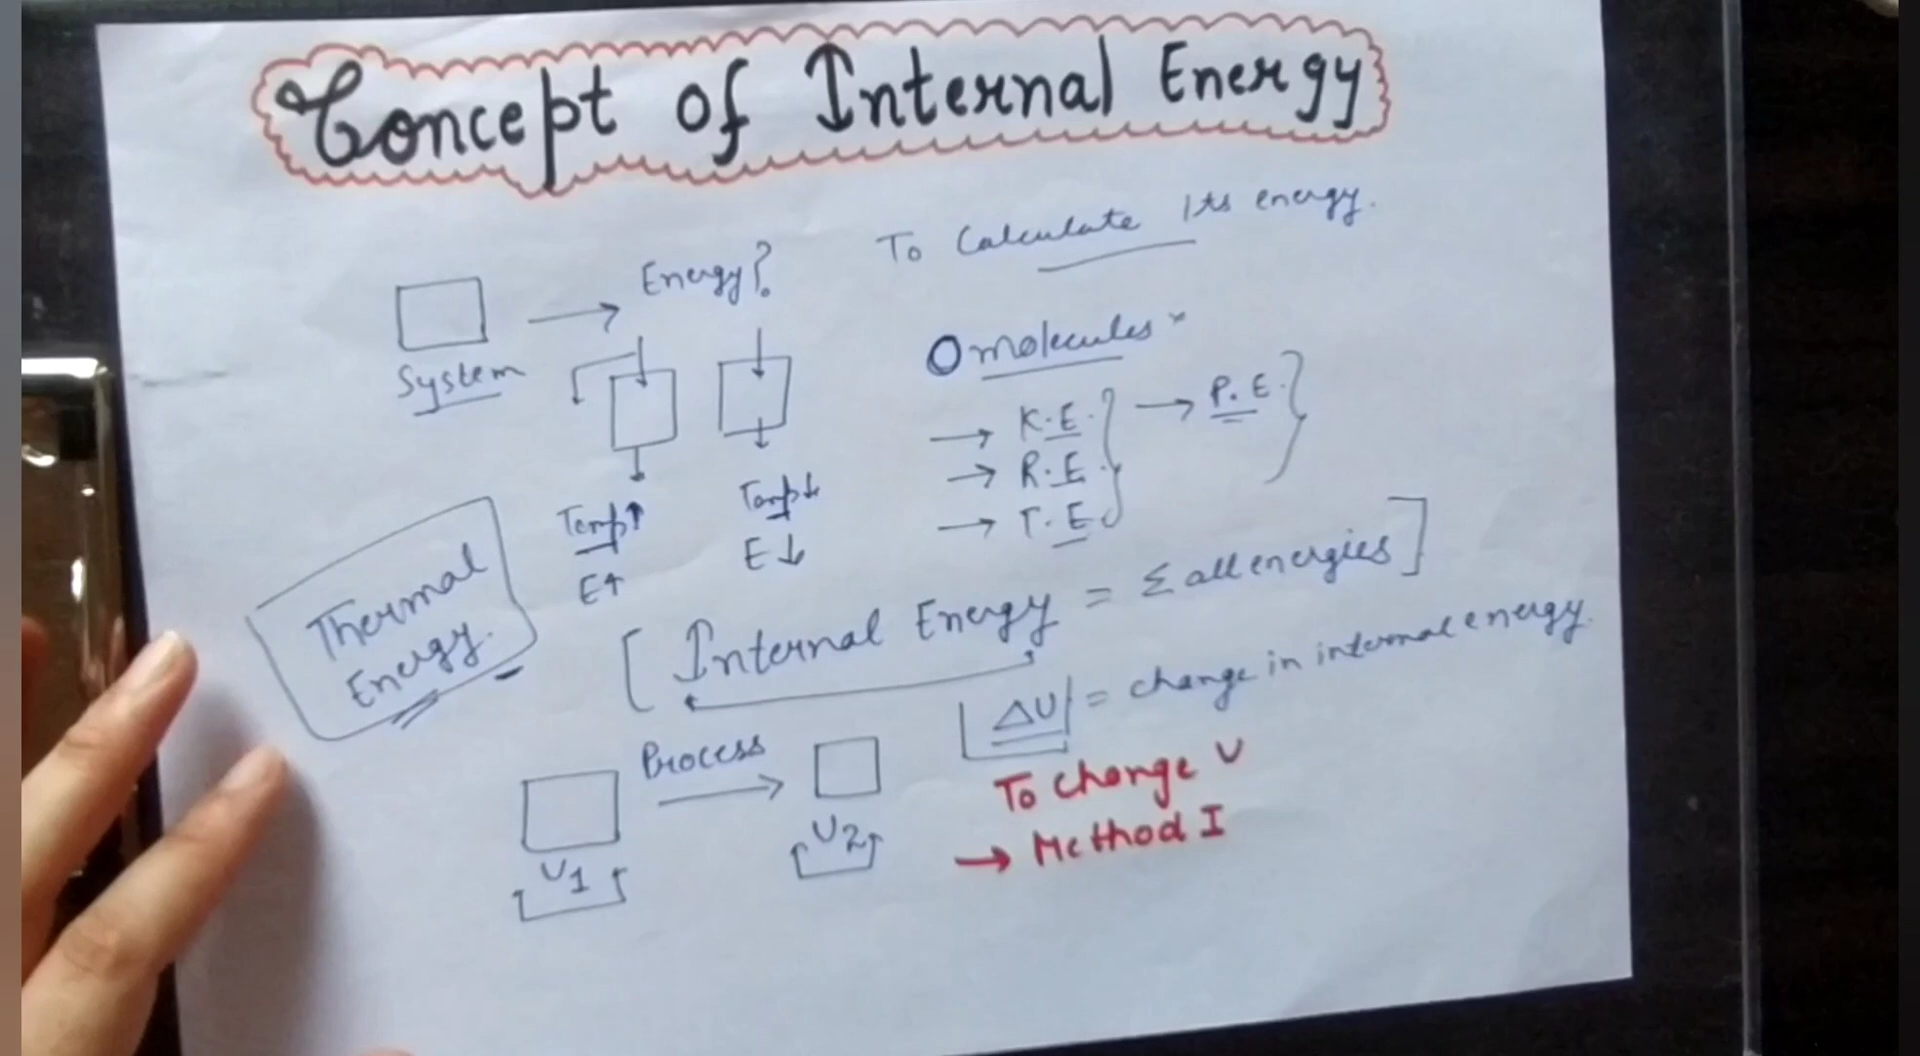 Concept of Internal Energy
To Calculate Its energy.
Energy?
System
molecules
K.E.
R.E.
T.E
P.E.
Temp↑
E↑
Temp↓
E↓
Thermal
Energy.
[Internal Energy = Σ all energies]
ΔU = change in internal energy.
Process
U1
U2
To change U
→ Method I